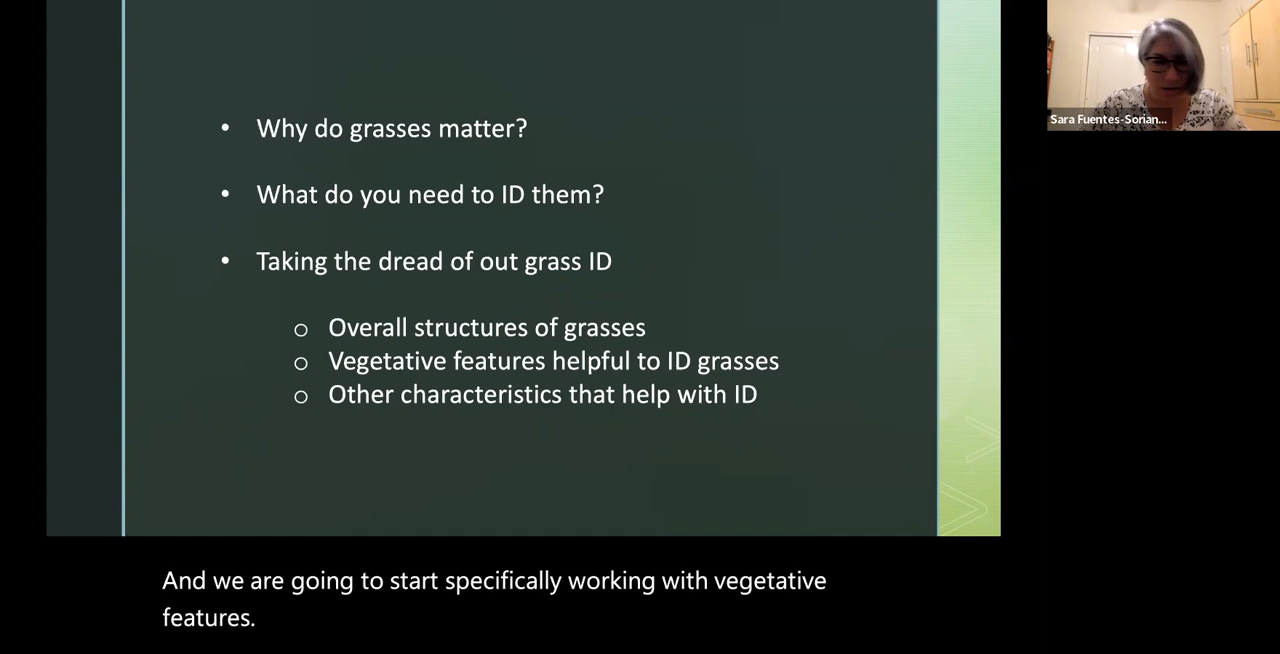 • Why do grasses matter?
• What do you need to ID them?
• Taking the dread of out grass ID
o Overall structures of grasses
o Vegetative features helpful to ID grasses
o Other characteristics that help with ID
Sara Fuentes-Sorian...
And we are going to start specifically working with vegetative
features.